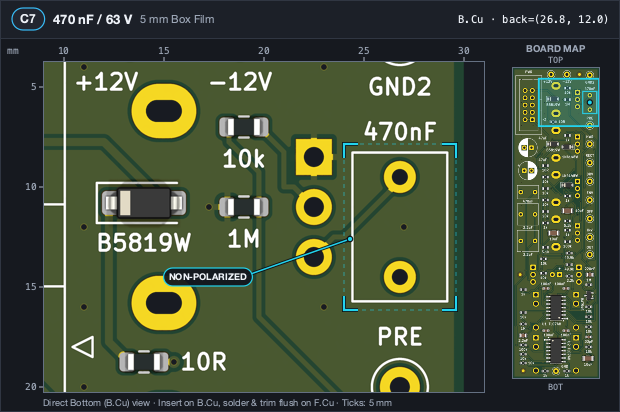 C7 470 nF / 63 V 5 mm Box Film B.Cu · back=(26.8, 12.0)
mm 10 15 20 25 30
BOARD MAP
TOP
5
10
15
20
+12V -12V GND2
470nF
10k
B5819W 1M
NON-POLARIZED
PRE
10R
BOT
Direct Bottom (B.Cu) view · Insert on B.Cu, solder & trim flush on F.Cu · Ticks: 5 mm